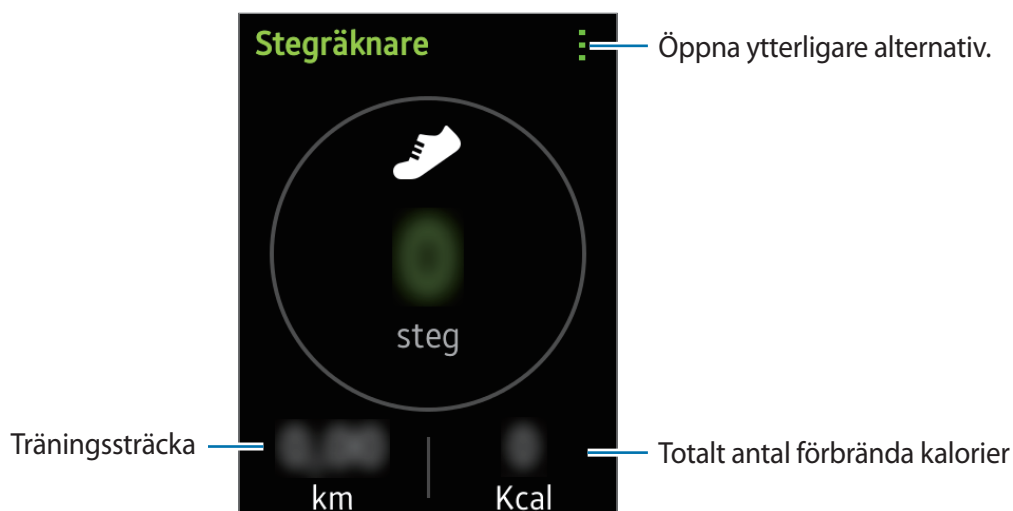 Stegräknare
Öppna ytterligare alternativ.
steg
Träningssträcka
Totalt antal förbrända kalorier
km
Kcal